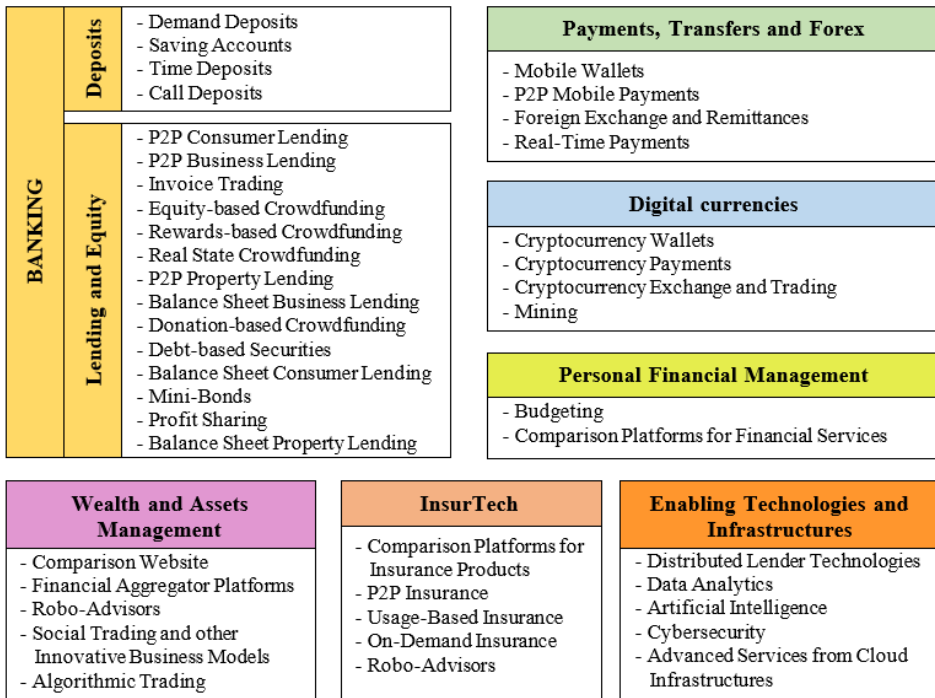 BANKING
Deposits
- Demand Deposits
- Saving Accounts
- Time Deposits
- Call Deposits
Lending and Equity
- P2P Consumer Lending
- P2P Business Lending
- Invoice Trading
- Equity-based Crowdfunding
- Rewards-based Crowdfunding
- Real State Crowdfunding
- P2P Property Lending
- Balance Sheet Business Lending
- Donation-based Crowdfunding
- Debt-based Securities
- Balance Sheet Consumer Lending
- Mini-Bonds
- Profit Sharing
- Balance Sheet Property Lending
Payments, Transfers and Forex
- Mobile Wallets
- P2P Mobile Payments
- Foreign Exchange and Remittances
- Real-Time Payments
Digital currencies
- Cryptocurrency Wallets
- Cryptocurrency Payments
- Cryptocurrency Exchange and Trading
- Mining
Personal Financial Management
- Budgeting
- Comparison Platforms for Financial Services
Wealth and Assets
Management
- Comparison Website
- Financial Aggregator Platforms
- Robo-Advisors
- Social Trading and other
Innovative Business Models
- Algorithmic Trading
InsurTech
- Comparison Platforms for
Insurance Products
- P2P Insurance
- Usage-Based Insurance
- On-Demand Insurance
- Robo-Advisors
Enabling Technologies and
Infrastructures
- Distributed Lender Technologies
- Data Analytics
- Artificial Intelligence
- Cybersecurity
- Advanced Services from Cloud
Infrastructures